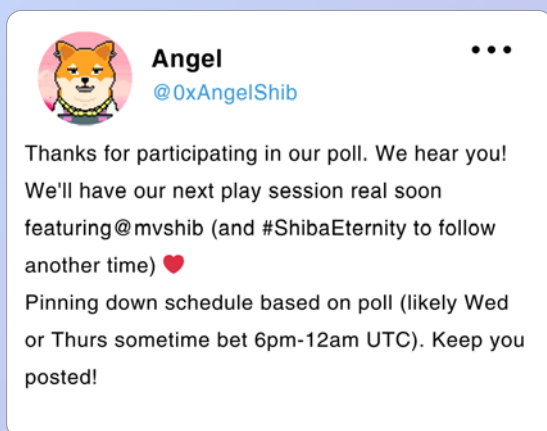 Angel
@0xAngelShib
Thanks for participating in our poll. We hear you!
We'll have our next play session real soon
featuring@mvshib (and #ShibaEternity to follow
another time) ❤️
Pinning down schedule based on poll (likely Wed
or Thurs sometime bet 6pm-12am UTC). Keep you
posted!